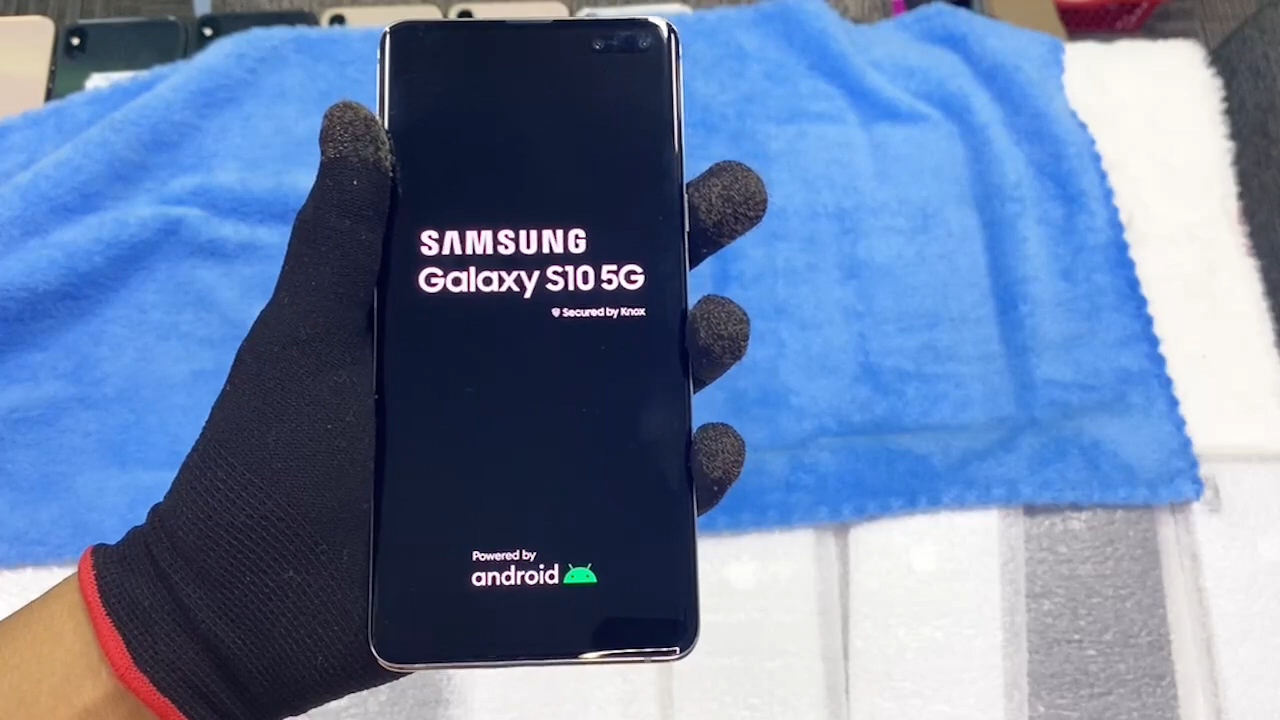 SAMSUNG
Galaxy S10 5G
Secured by Knox
Powered by
android